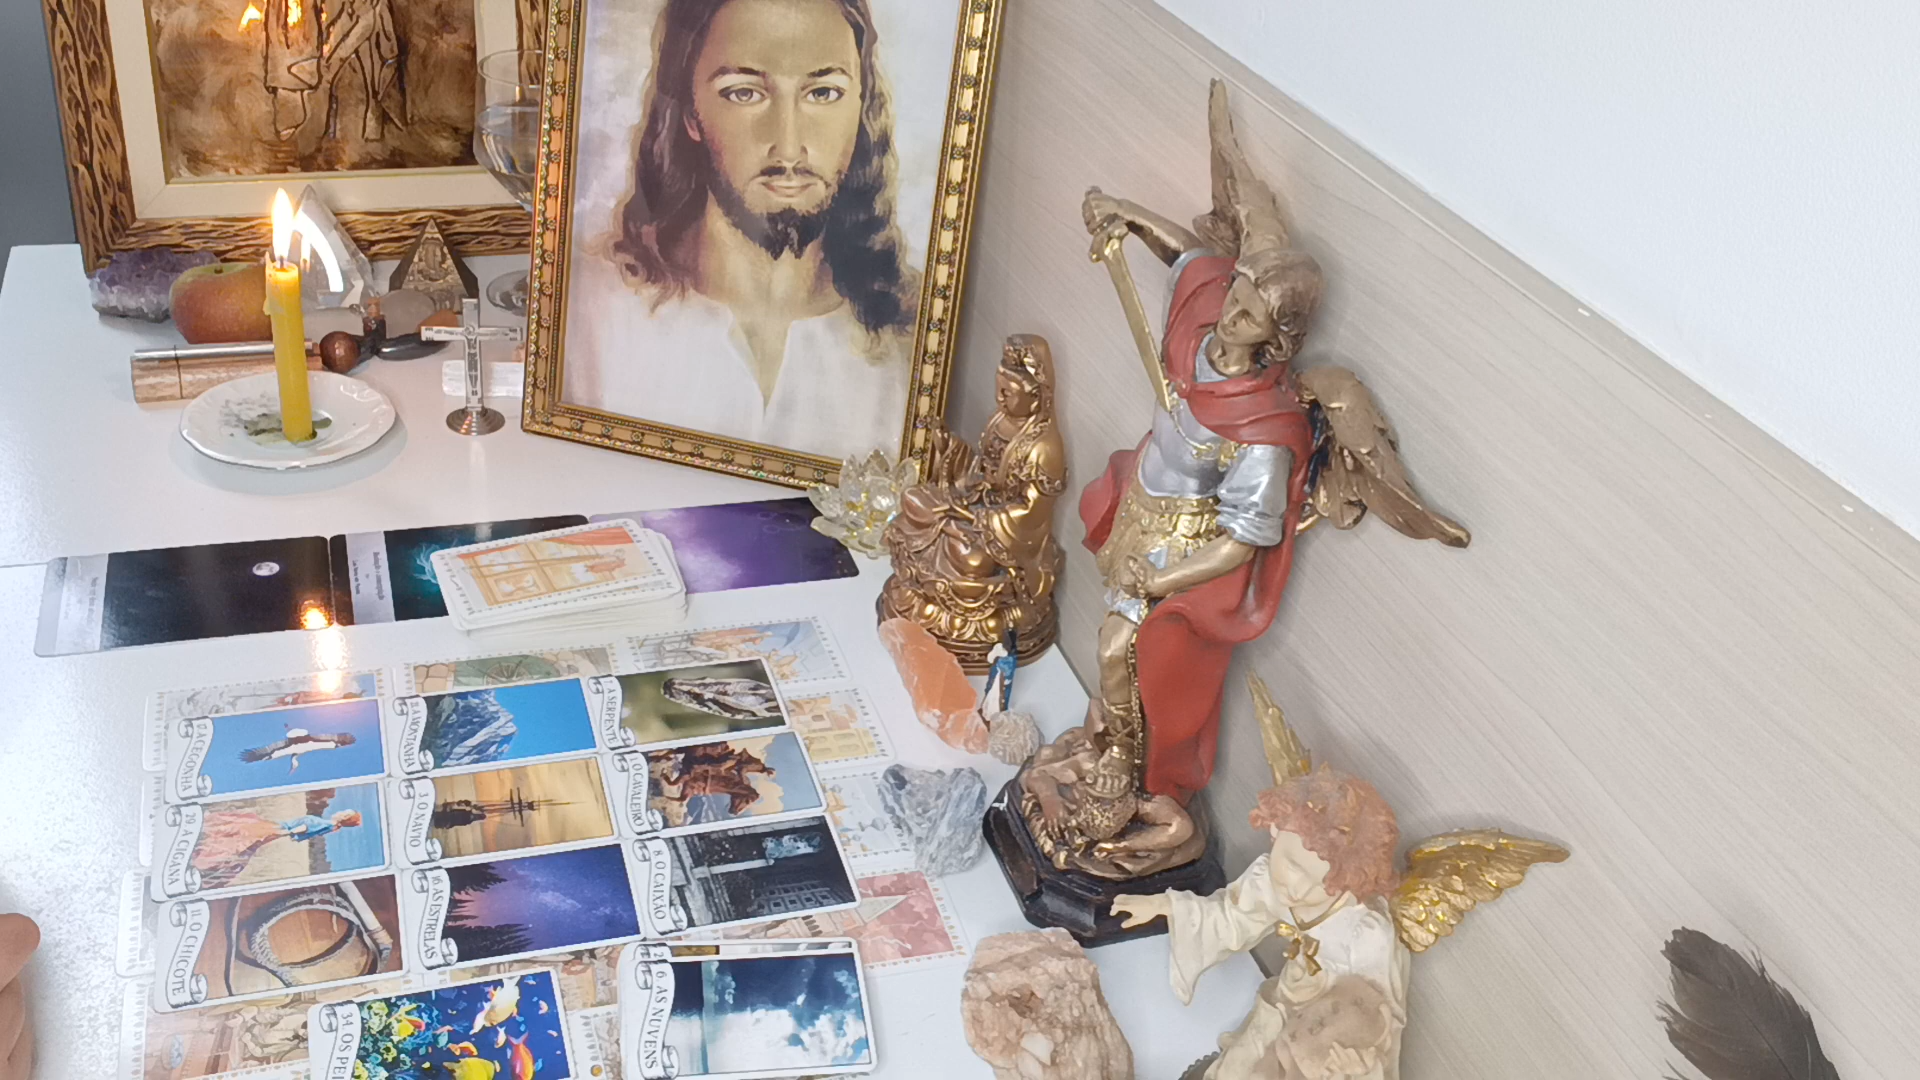 17. A CEGONHA
21. A MONTANHA
7. A SERPENTE
29. A CIGANA
3. O NAVIO
1. O CAVALEIRO
11. O CHICOTE
16. AS ESTRELAS
8. O CAIXÃO
34. OS PEI
6. AS NUVENS